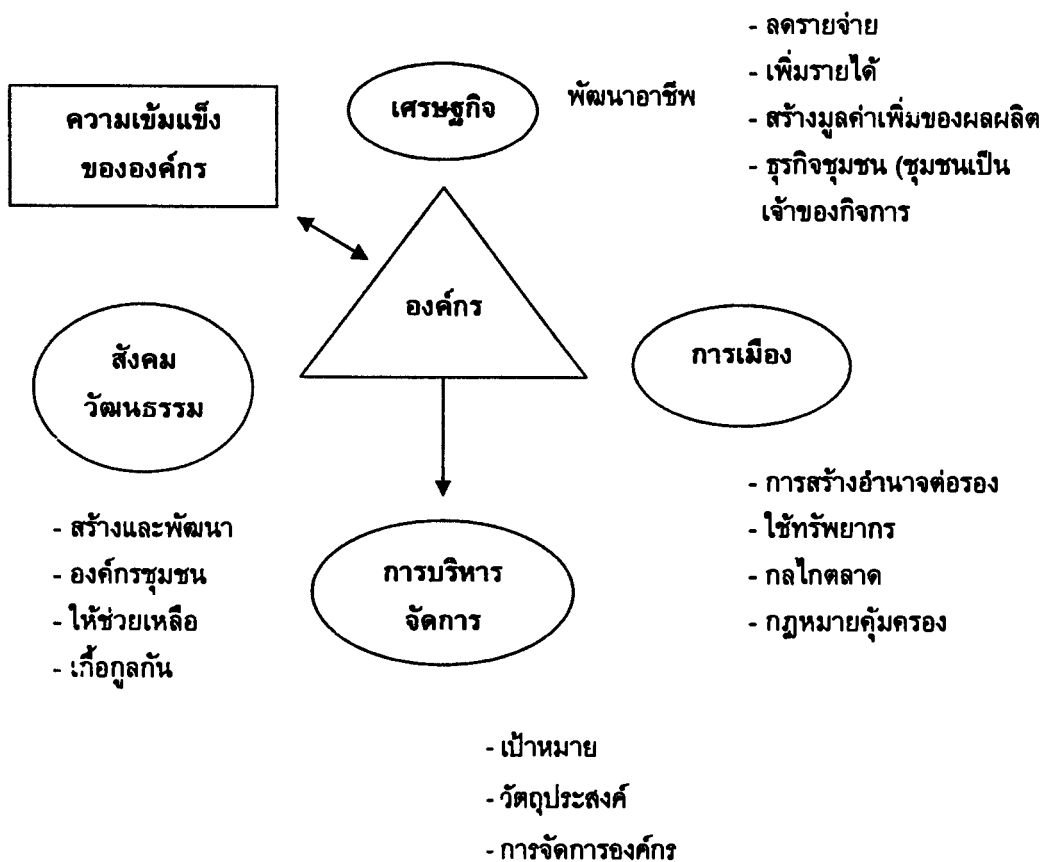 - ลดรายจ่าย
- เพิ่มรายได้
- สร้างมูลค่าเพิ่มของผลผลิต
- ธุรกิจชุมชน (ชุมชนเป็น
เจ้าของกิจการ
พัฒนาอาชีพ
เศรษฐกิจ
ความเข้มแข็ง
ขององค์กร
องค์กร
สังคม
วัฒนธรรม
การเมือง
- สร้างและพัฒนา
- องค์กรชุมชน
- ให้ช่วยเหลือ
- เกื้อกูลกัน
การบริหาร
จัดการ
- การสร้างอำนาจต่อรอง
- ใช้ทรัพยากร
- กลไกตลาด
- กฎหมายคุ้มครอง
- เป้าหมาย
- วัตถุประสงค์
- การจัดการองค์กร